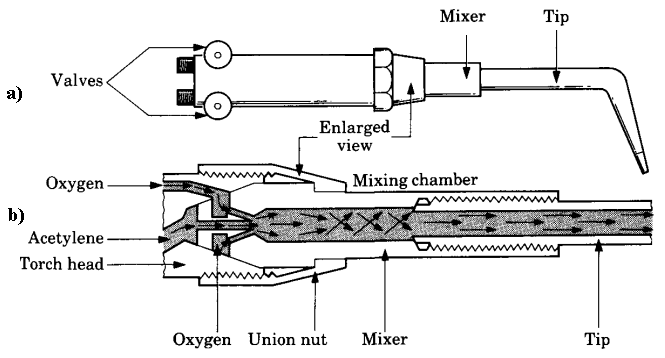 Mixer
Tip
Valves
a)
Enlarged
view
Oxygen
Mixing chamber
b)
Acetylene
Torch head
Oxygen
Union nut
Mixer
Tip